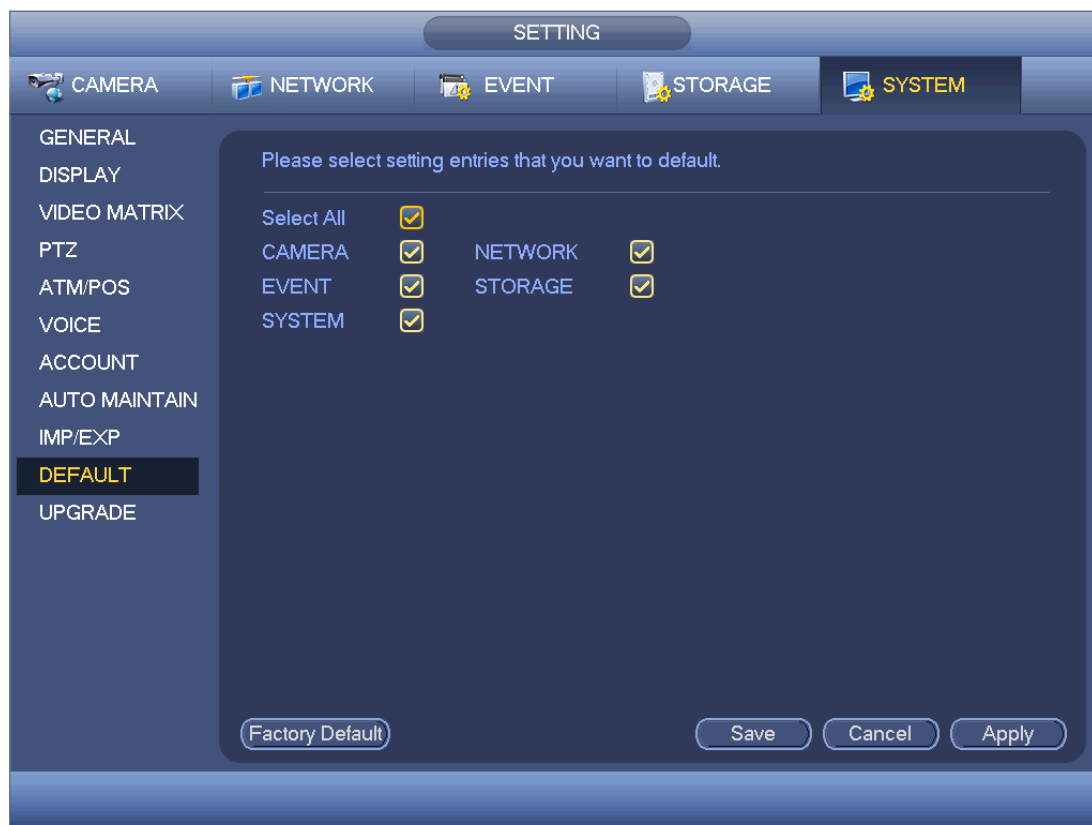 SETTING
CAMERA NETWORK EVENT STORAGE SYSTEM
GENERAL
DISPLAY
VIDEO MATRIX
PTZ
ATM/POS
VOICE
ACCOUNT
AUTO MAINTAIN
IMP/EXP
DEFAULT
UPGRADE
Please select setting entries that you want to default.
Select All
CAMERA NETWORK
EVENT STORAGE
SYSTEM
Factory Default Save Cancel Apply